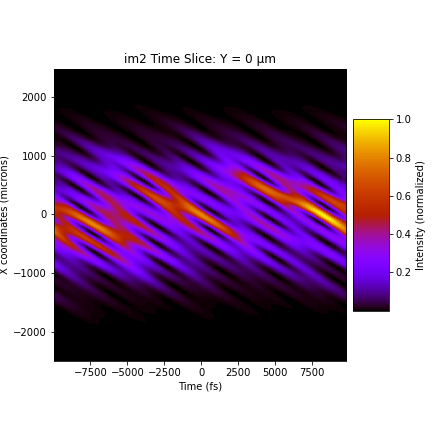 im2 Time Slice: Y = 0 μm
2000
1000
0
−1000
−2000
X coordinates (microns)
−7500 −5000 −2500 0 2500 5000 7500
Time (fs)
1.0
0.8
0.6
0.4
0.2
Intensity (normalized)